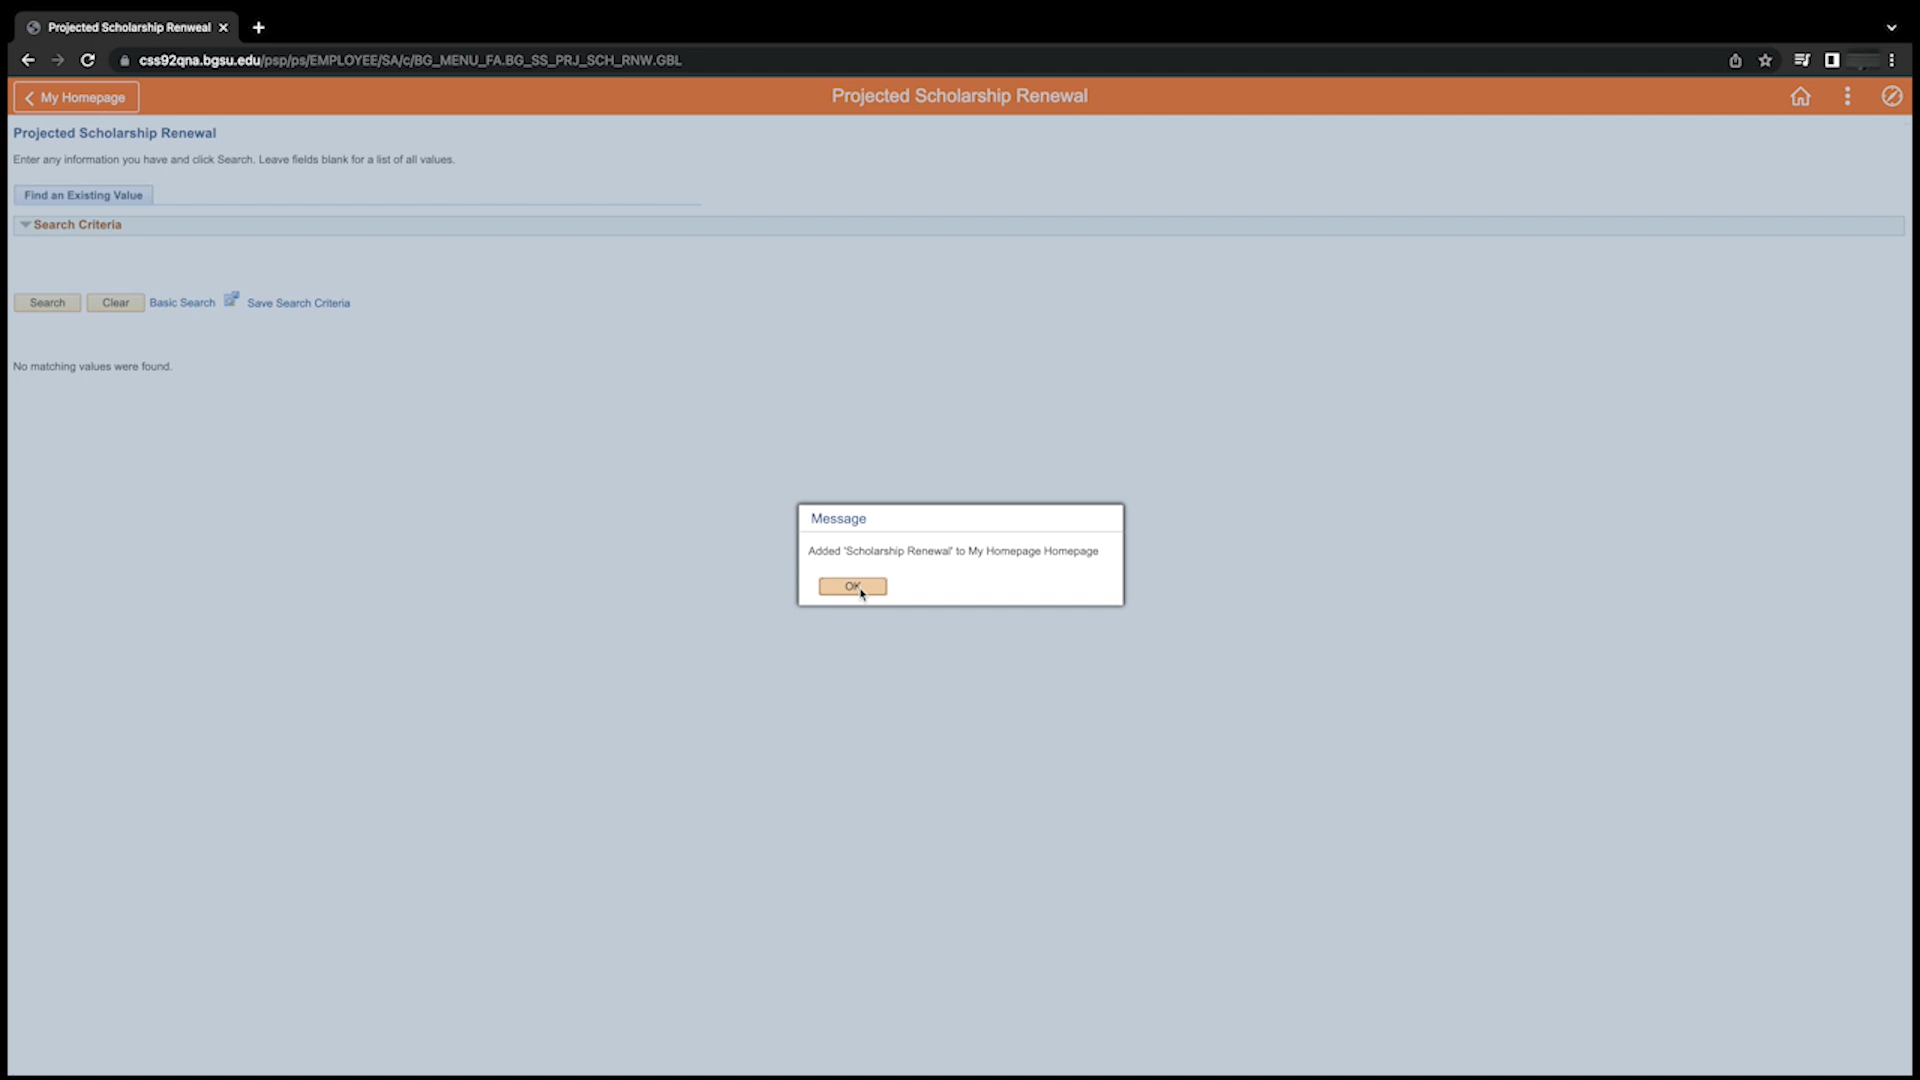 Projected Scholarship Renweal
css92qna.bgsu.edu/psp/ps/EMPLOYEE/SA/c/BG_MENU_FA.BG_SS_PRJ_SCH_RNW.GBL
My Homepage
Projected Scholarship Renewal
Projected Scholarship Renewal
Enter any information you have and click Search. Leave fields blank for a list of all values.
Find an Existing Value
Search Criteria
Search Clear Basic Search Save Search Criteria
No matching values were found.
Message
Added 'Scholarship Renewal' to My Homepage Homepage
OK